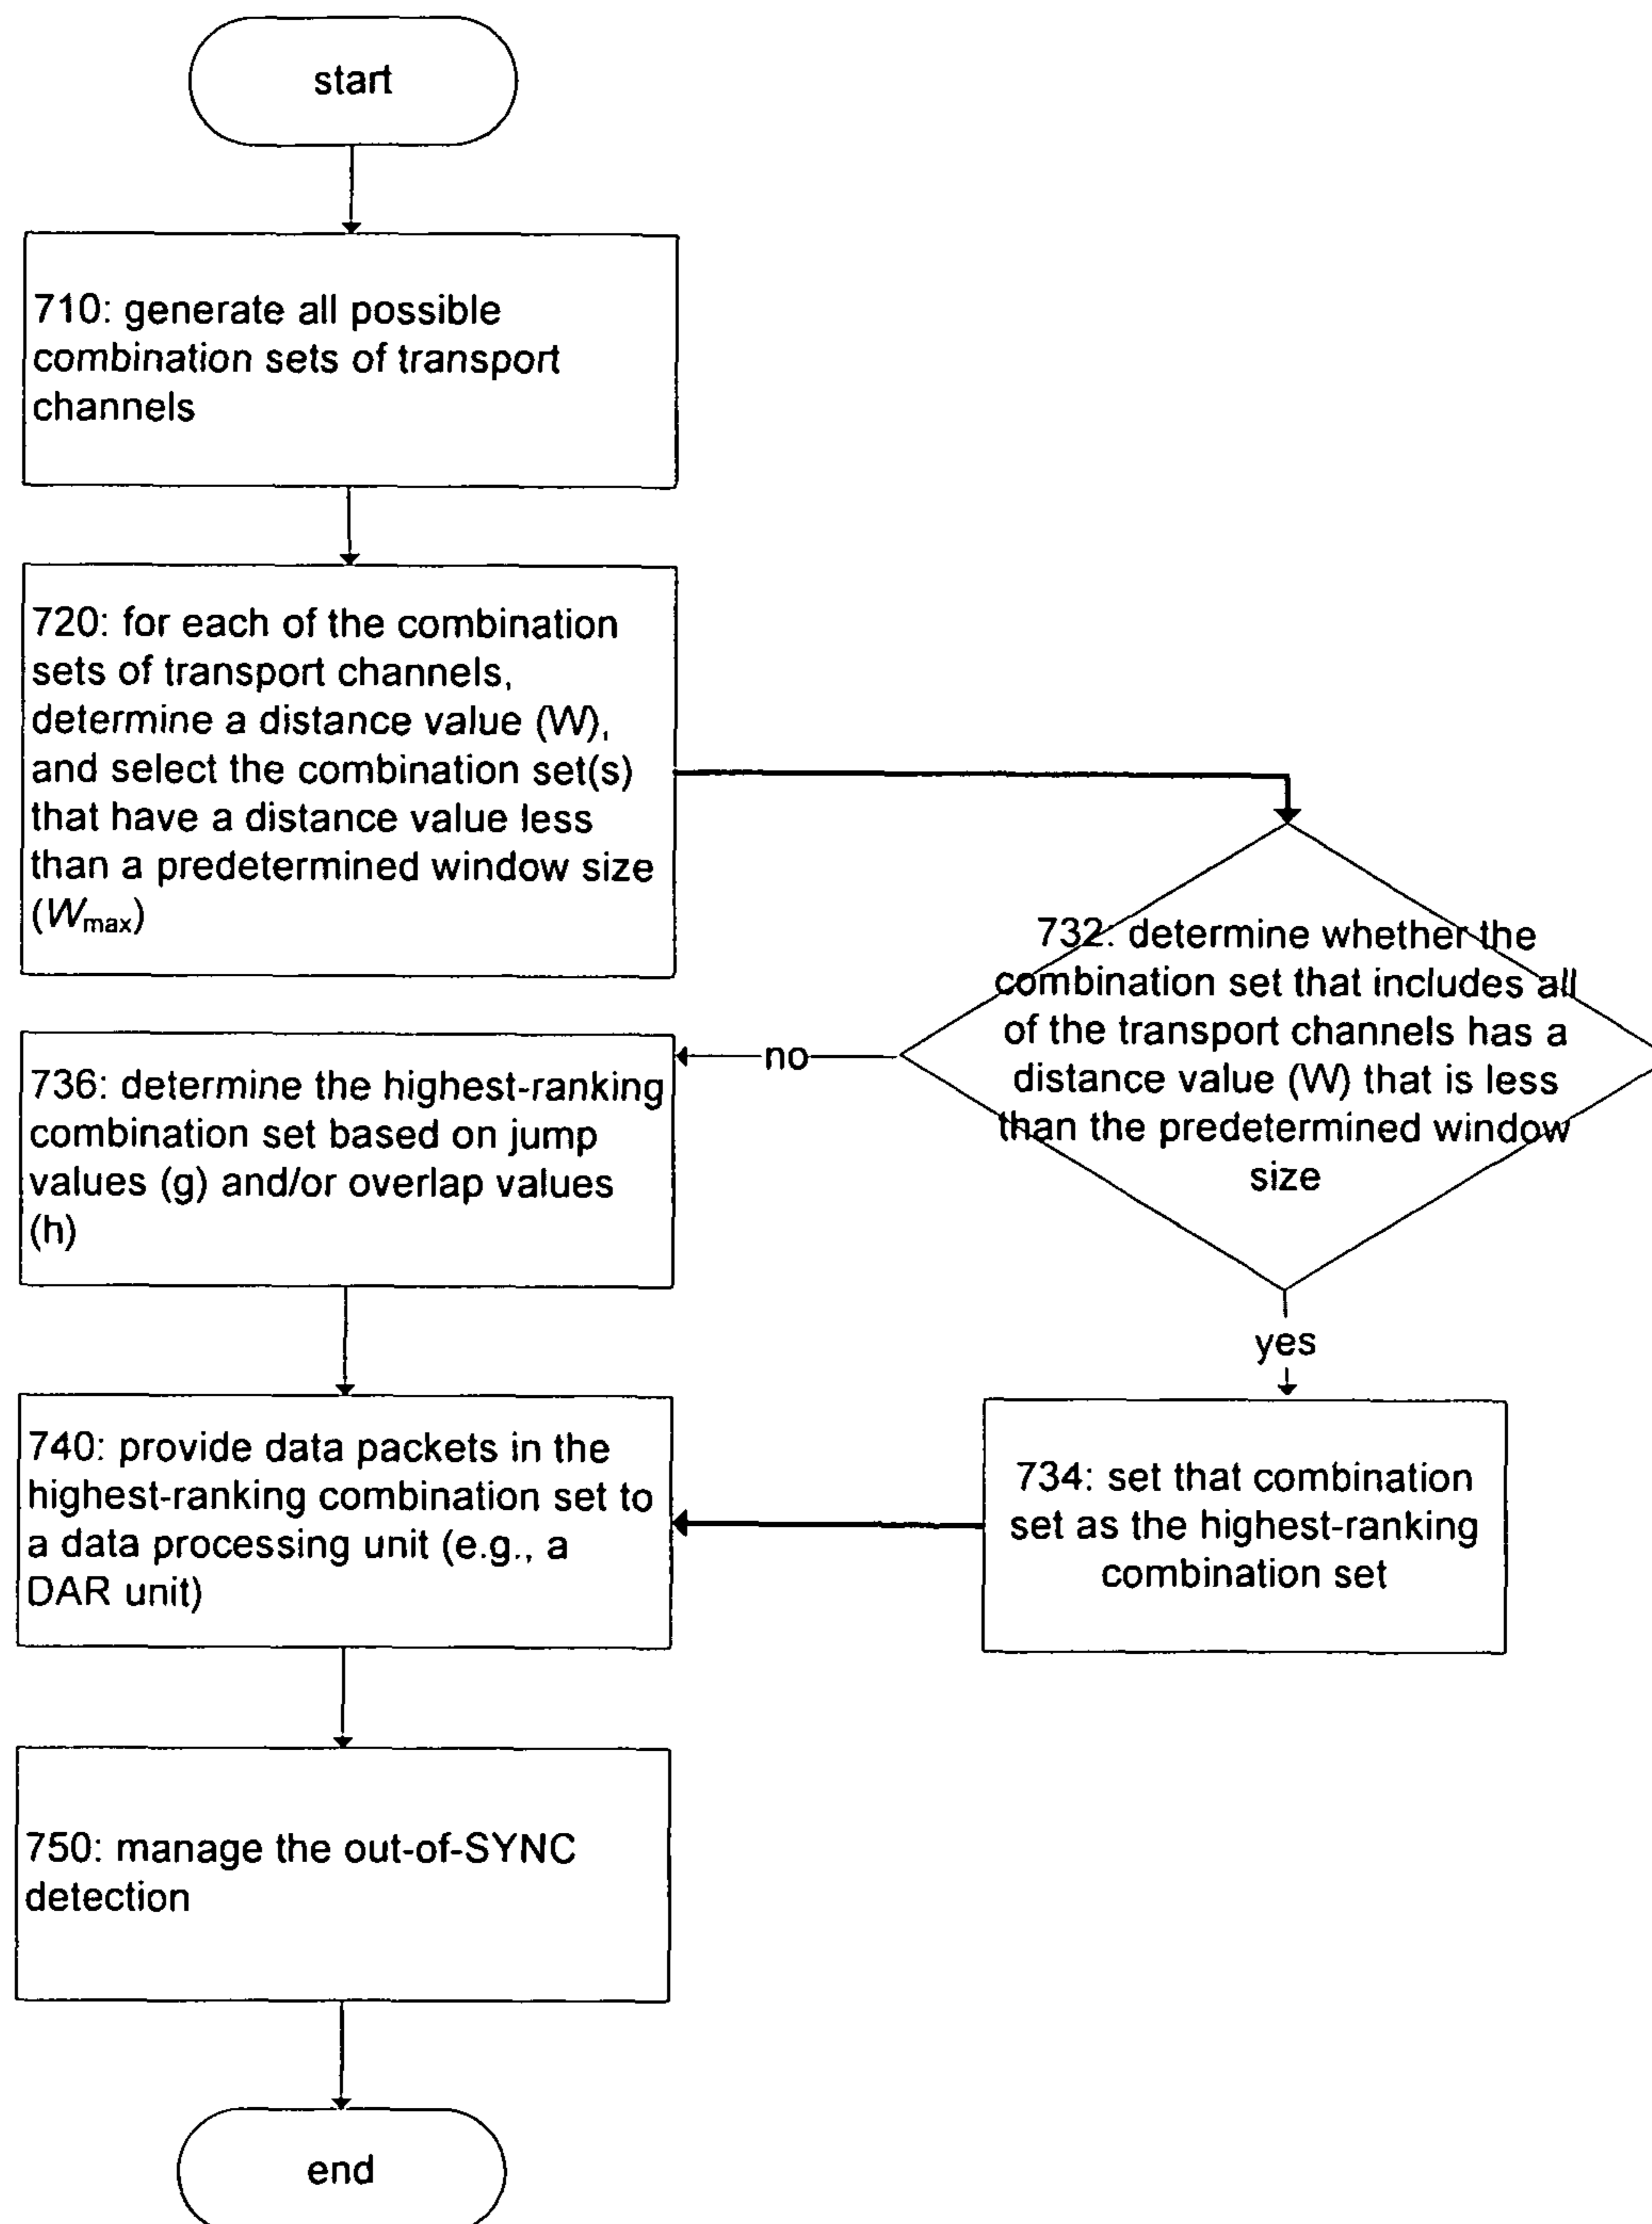 start
710: generate all possible
combination sets of transport
channels
720: for each of the combination
sets of transport channels,
determine a distance value (W),
and select the combination set(s)
that have a distance value less
than a predetermined window size
(Wmax)
732: determine whether the
combination set that includes all
of the transport channels has a
distance value (W) that is less
than the predetermined window
size
no
736: determine the highest-ranking
combination set based on jump
values (g) and/or overlap values
(h)
yes
734: set that combination
set as the highest-ranking
combination set
740: provide data packets in the
highest-ranking combination set to
a data processing unit (e.g., a
DAR unit)
750: manage the out-of-SYNC
detection
end